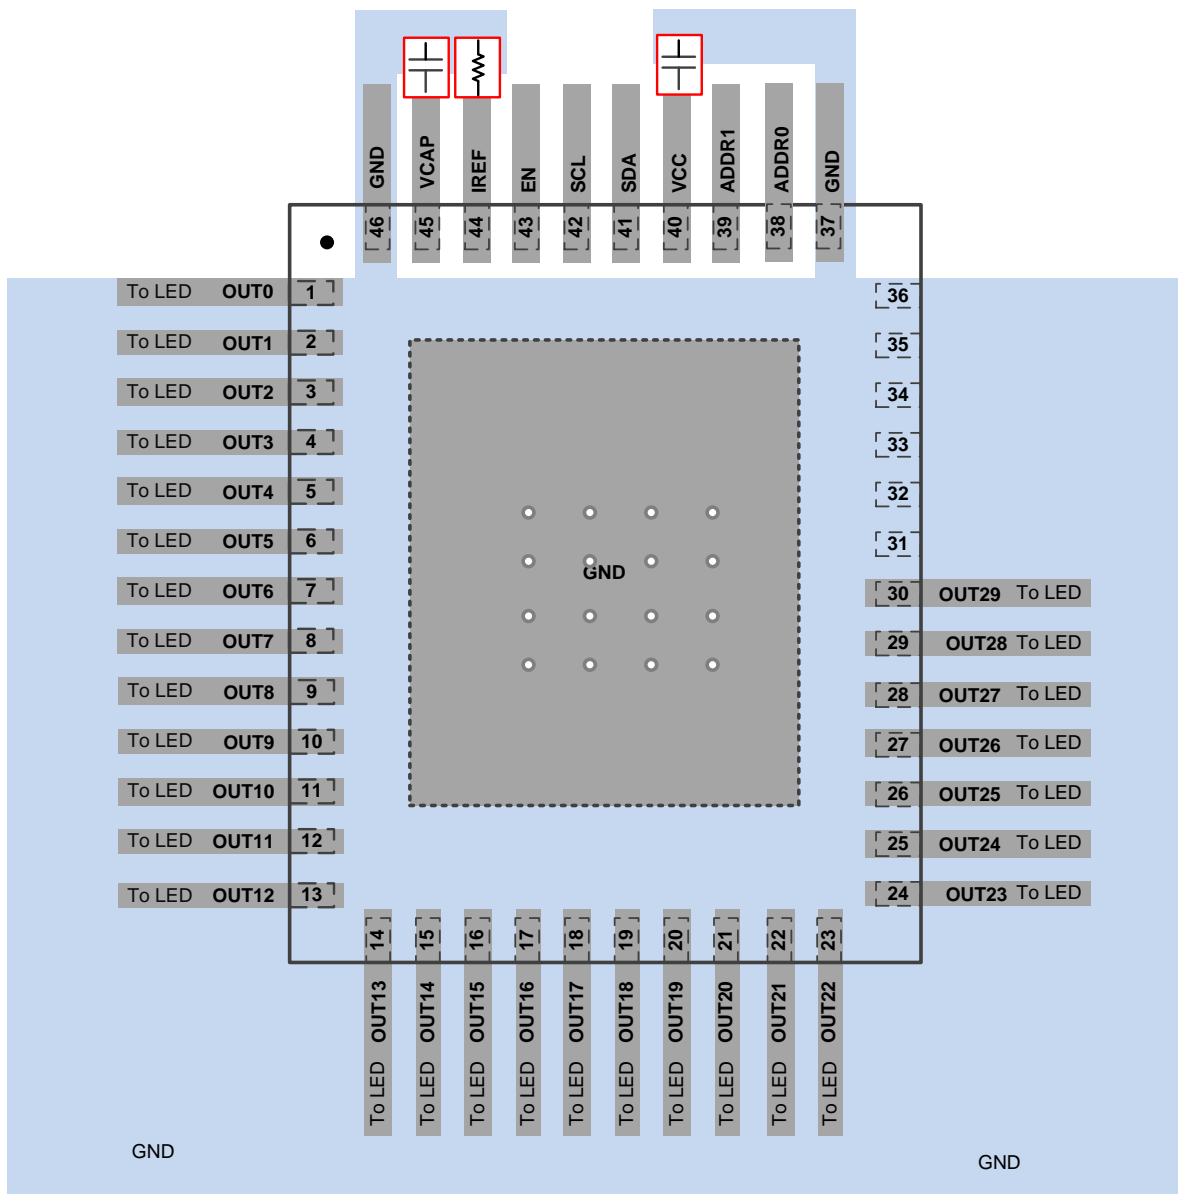 GND VCAP IREF EN SCL SDA VCC ADDR1 ADDR0 GND
46 45 44 43 42 41 40 39 38 37
To LED OUT0 1
To LED OUT1 2
To LED OUT2 3
To LED OUT3 4
To LED OUT4 5
To LED OUT5 6
To LED OUT6 7
To LED OUT7 8
To LED OUT8 9
To LED OUT9 10
To LED OUT10 11
To LED OUT11 12
To LED OUT12 13
GND
36
35
34
33
32
31
30 OUT29 To LED
29 OUT28 To LED
28 OUT27 To LED
27 OUT26 To LED
26 OUT25 To LED
25 OUT24 To LED
24 OUT23 To LED
To LED OUT13 14
To LED OUT14 15
To LED OUT15 16
To LED OUT16 17
To LED OUT17 18
To LED OUT18 19
To LED OUT19 20
To LED OUT20 21
To LED OUT21 22
To LED OUT22 23
GND
GND